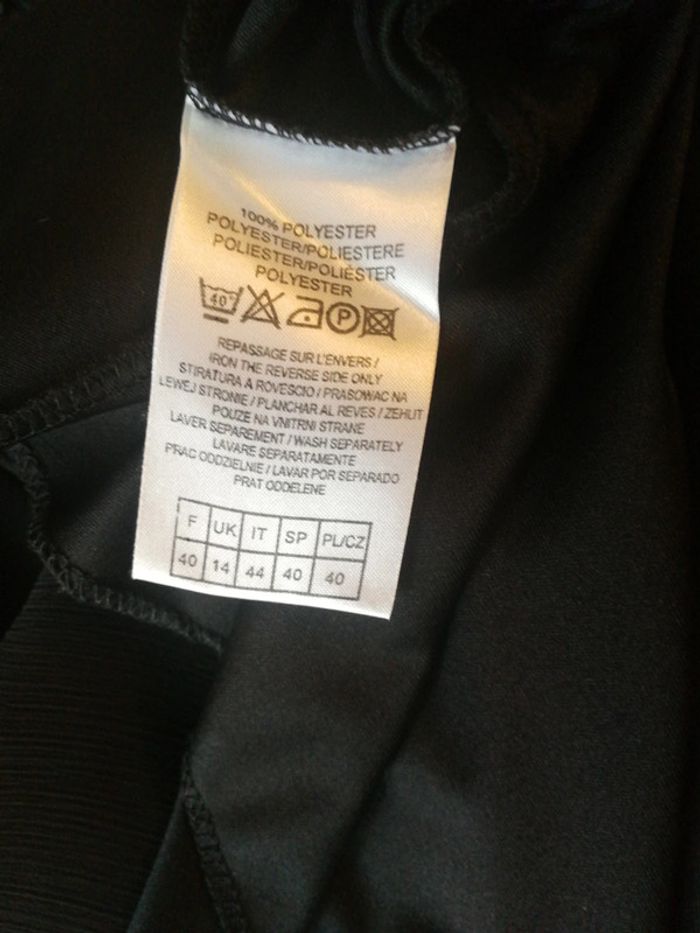 100% POLYESTER
POLYESTER/POLIESTERE
POLIESTER/POLIÉSTER
POLYESTER
40° P
REPASSAGE SUR L'ENVERS /
IRON THE REVERSE SIDE ONLY
STIRATURA A ROVESCIO / PRASOWAC NA
LEWEJ STRONIE / PLANCHAR AL REVES / ZEHLIT
POUZE NA VNITRNI STRANE
LAVER SEPAREMENT / WASH SEPARATELY
LAVARE SEPARATAMENTE
PRAC ODDZIELNIE / LAVAR POR SEPARADO
PRAT ODDELENE
F UK IT SP PL/CZ
40 14 44 40 40